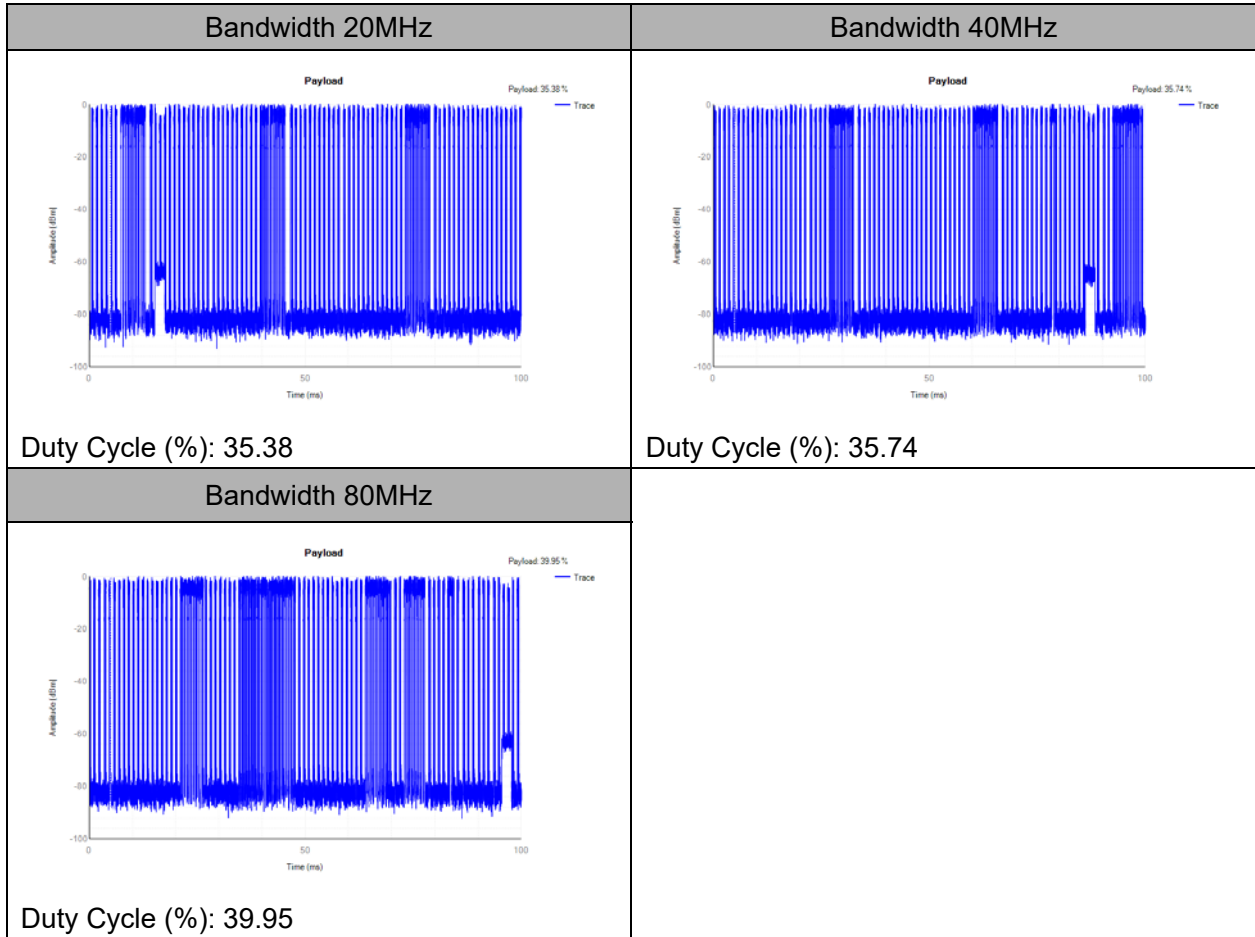 Bandwidth 20MHz
Bandwidth 40MHz
Payload
Payload: 35.38 %
Trace
0
-20
-40
-60
-80
-100
Amplitude [dBm]
0
50
100
Time (ms)
Duty Cycle (%): 35.38
Payload
Payload: 35.74 %
Trace
0
-20
-40
-60
-80
-100
Amplitude [dBm]
0
50
100
Time (ms)
Duty Cycle (%): 35.74
Bandwidth 80MHz
Payload
Payload: 39.95 %
Trace
0
-20
-40
-60
-80
-100
Amplitude [dBm]
0
50
100
Time (ms)
Duty Cycle (%): 39.95